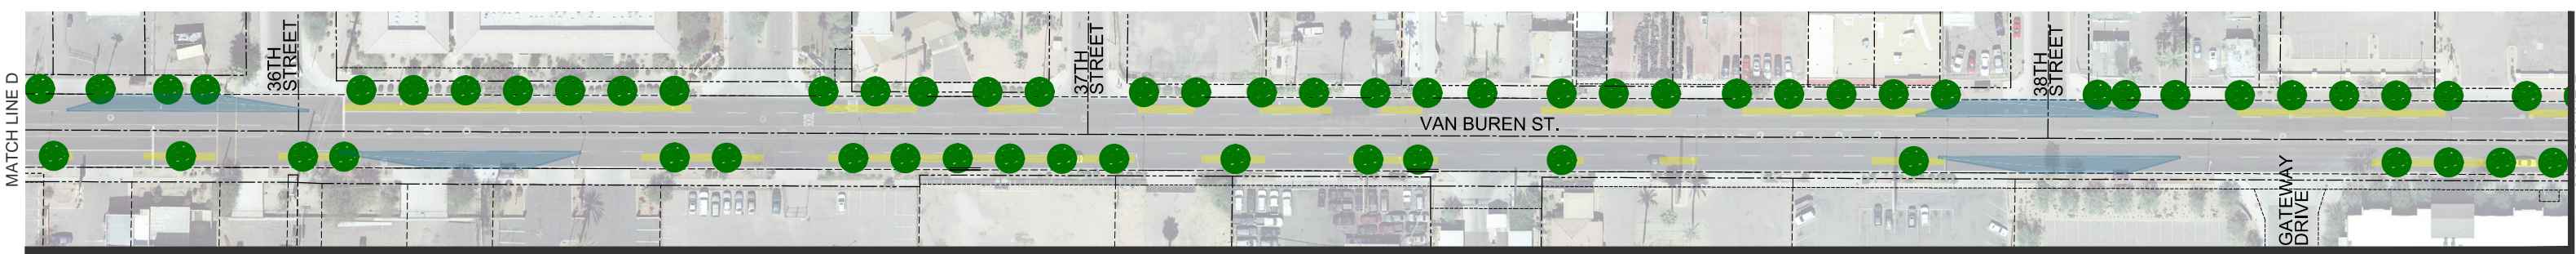 MATCH LINE D
36TH
STREET
37TH
STREET
VAN BUREN ST.
38TH
STREET
GATEWAY
DRIVE